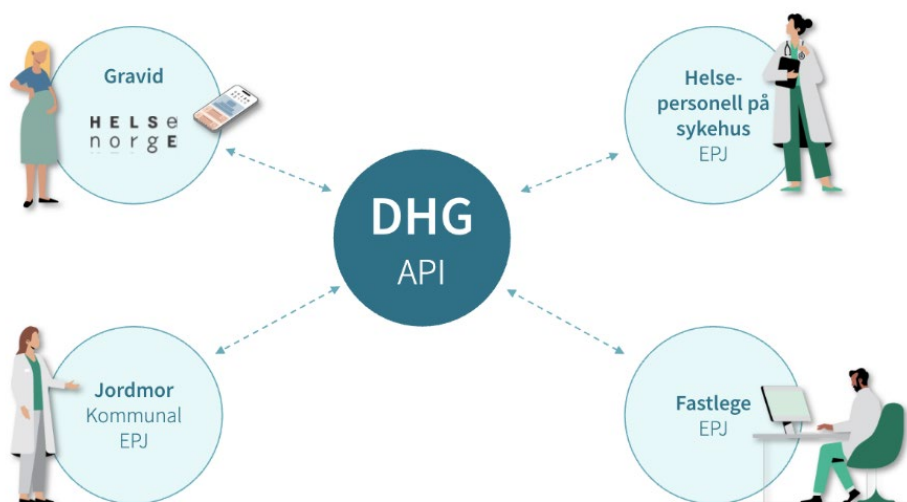 Gravid
HELSe
norgE
Helse-
personell på
sykehus
EPJ
DHG
API
Jordmor
Kommunal
EPJ
Fastlege
EPJ